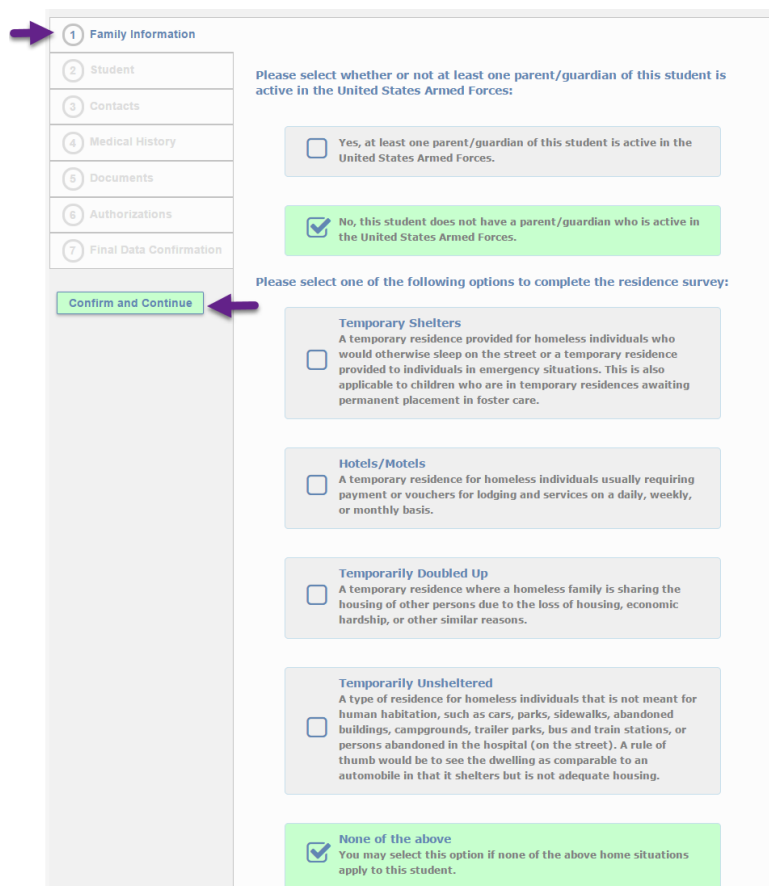 1 Family Information
2 Student
3 Contacts
4 Medical History
5 Documents
6 Authorizations
7 Final Data Confirmation
Confirm and Continue
Please select whether or not at least one parent/guardian of this student is
active in the United States Armed Forces:
Yes, at least one parent/guardian of this student is active in the
United States Armed Forces.
No, this student does not have a parent/guardian who is active in
the United States Armed Forces.
Please select one of the following options to complete the residence survey:
Temporary Shelters
A temporary residence provided for homeless individuals who
would otherwise sleep on the street or a temporary residence
provided to individuals in emergency situations. This is also
applicable to children who are in temporary residences awaiting
permanent placement in foster care.
Hotels/Motels
A temporary residence for homeless individuals usually requiring
payment or vouchers for lodging and services on a daily, weekly,
or monthly basis.
Temporarily Doubled Up
A temporary residence where a homeless family is sharing the
housing of other persons due to the loss of housing, economic
hardship, or other similar reasons.
Temporarily Unsheltered
A type of residence for homeless individuals that is not meant for
human habitation, such as cars, parks, sidewalks, abandoned
buildings, campgrounds, trailer parks, bus and train stations, or
persons abandoned in the hospital (on the street). A rule of
thumb would be to see the dwelling as comparable to an
automobile in that it shelters but is not adequate housing.
None of the above
You may select this option if none of the above home situations
apply to this student.